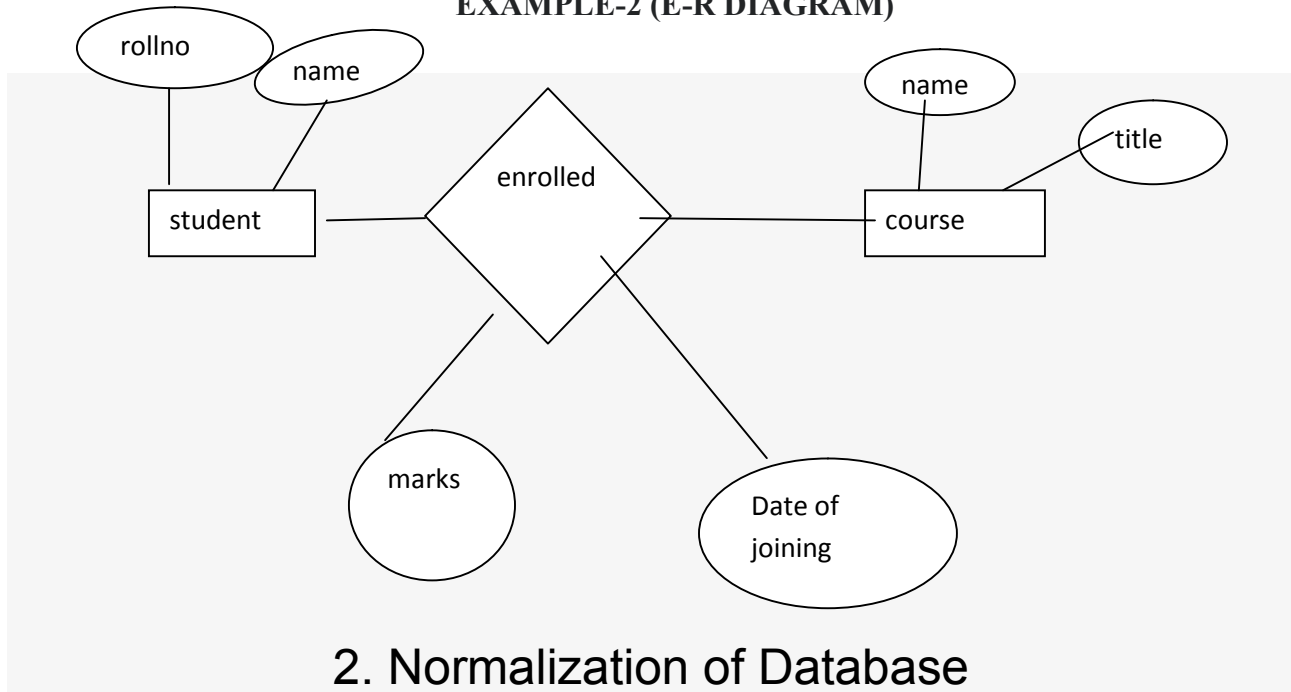 EXAMPLE-2 (E-R DIAGRAM)
rollno
name
name
title
enrolled
student
course
marks
Date of
joining
2. Normalization of Database